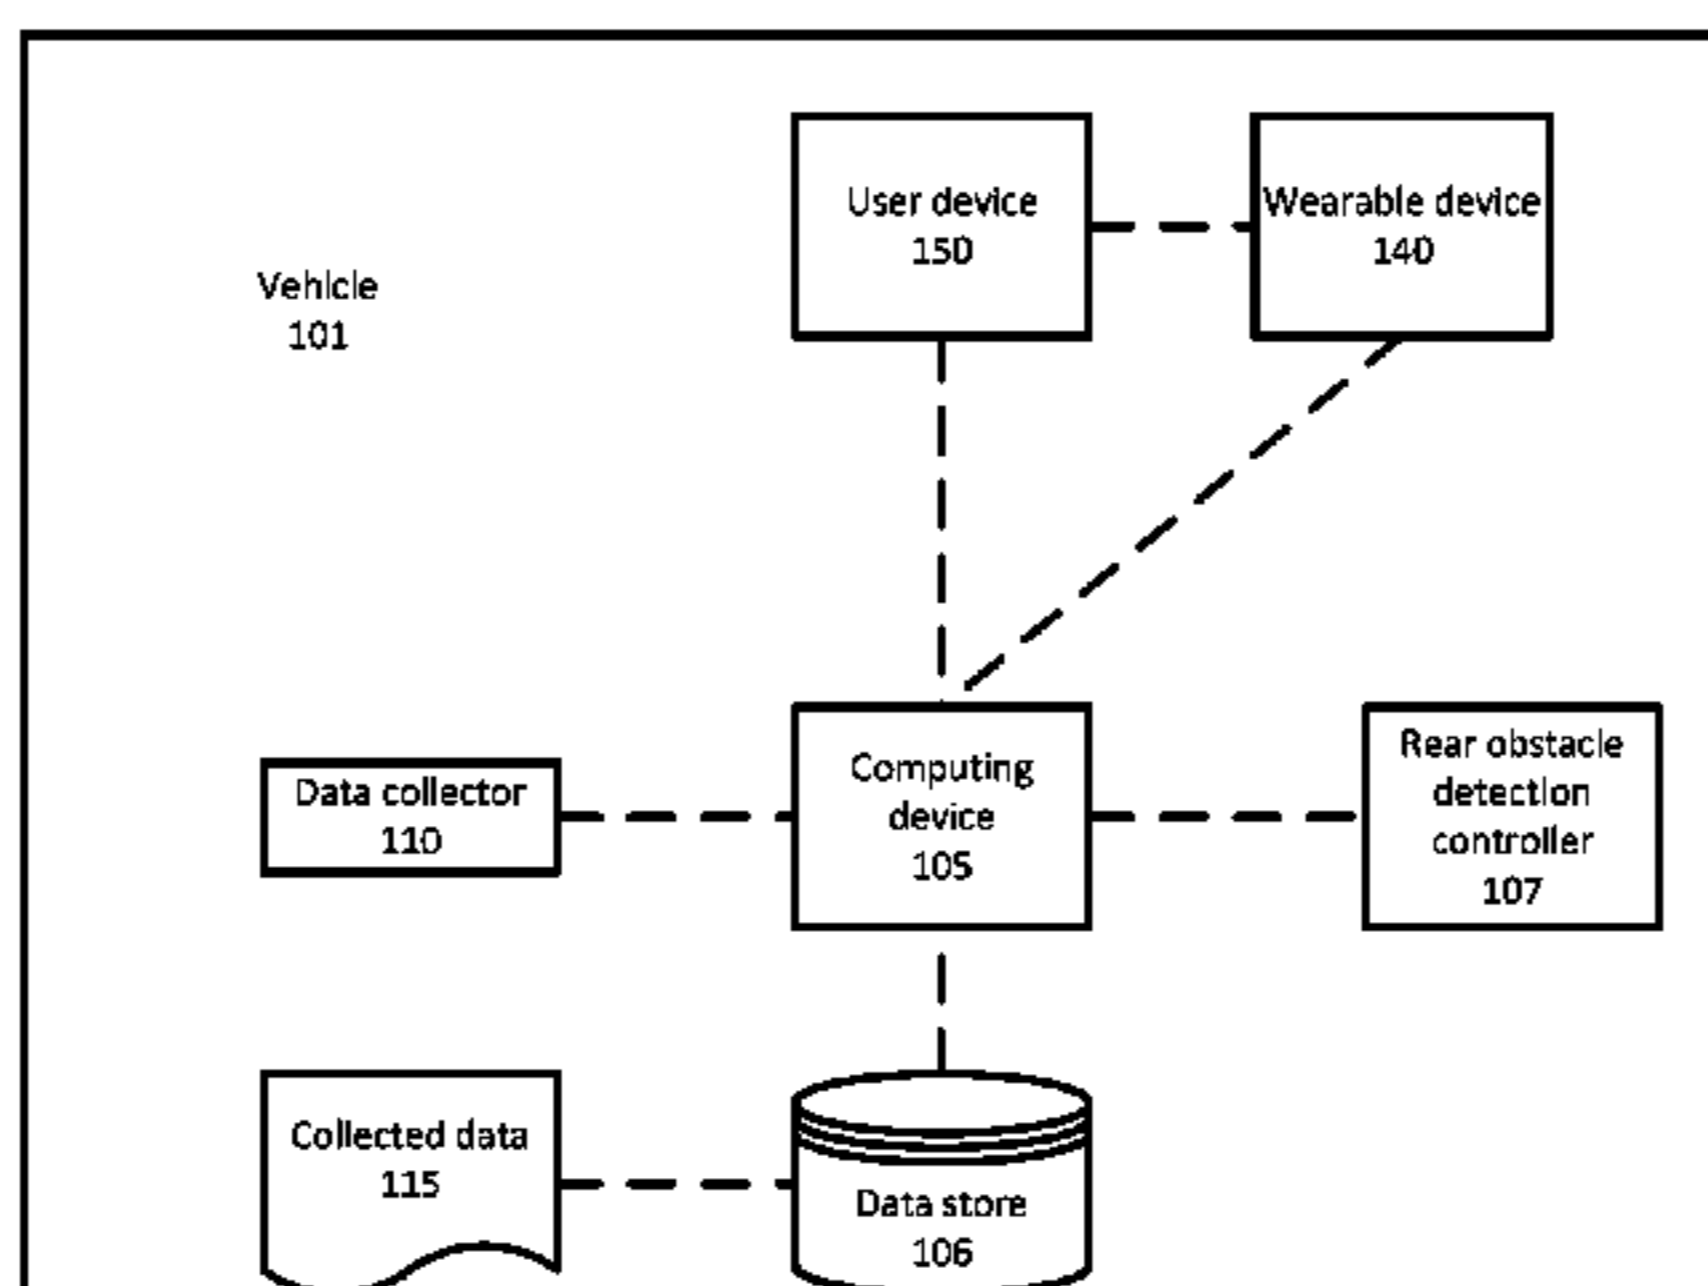 User device
150
Wearable device
140
Vehicle
101
Data collector
110
Computing
device
105
Rear obstacle
detection
controller
107
Collected data
115
Data store
106